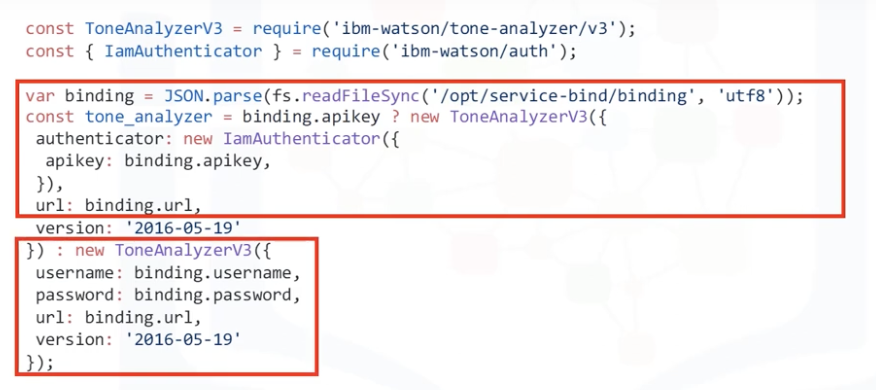 const ToneAnalyzerV3 = require('ibm-watson/tone-analyzer/v3');
const { IamAuthenticator } = require('ibm-watson/auth');
var binding = JSON.parse(fs.readFileSync('/opt/service-bind/binding', 'utf8'));
const tone_analyzer = binding.apikey ? new ToneAnalyzerV3({
authenticator: new IamAuthenticator({
apikey: binding.apikey,
}),
url: binding.url,
version: '2016-05-19'
}) : new ToneAnalyzerV3({
username: binding.username,
password: binding.password,
url: binding.url,
version: '2016-05-19'
});